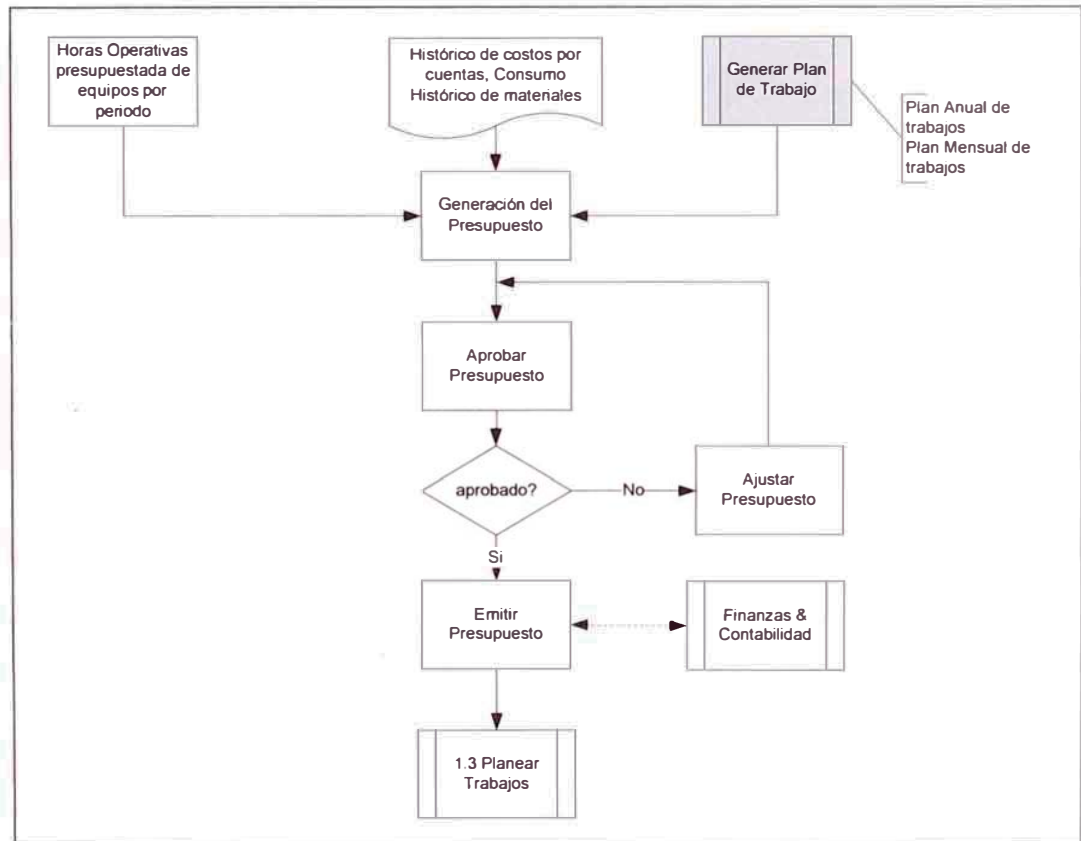 Horas Operativas
presupuestada de
equipos por
periodo
Histórico de costos por
cuentas, Consumo
Histórico de materiales
Generar Plan
de Trabajo
Plan Anual de
trabajos
Plan Mensual de
trabajos
Generación del
Presupuesto
Aprobar
Presupuesto
aprobado?
No
Ajustar
Presupuesto
Si
Emitir
Presupuesto
Finanzas &
Contabilidad
1.3 Planear
Trabajos